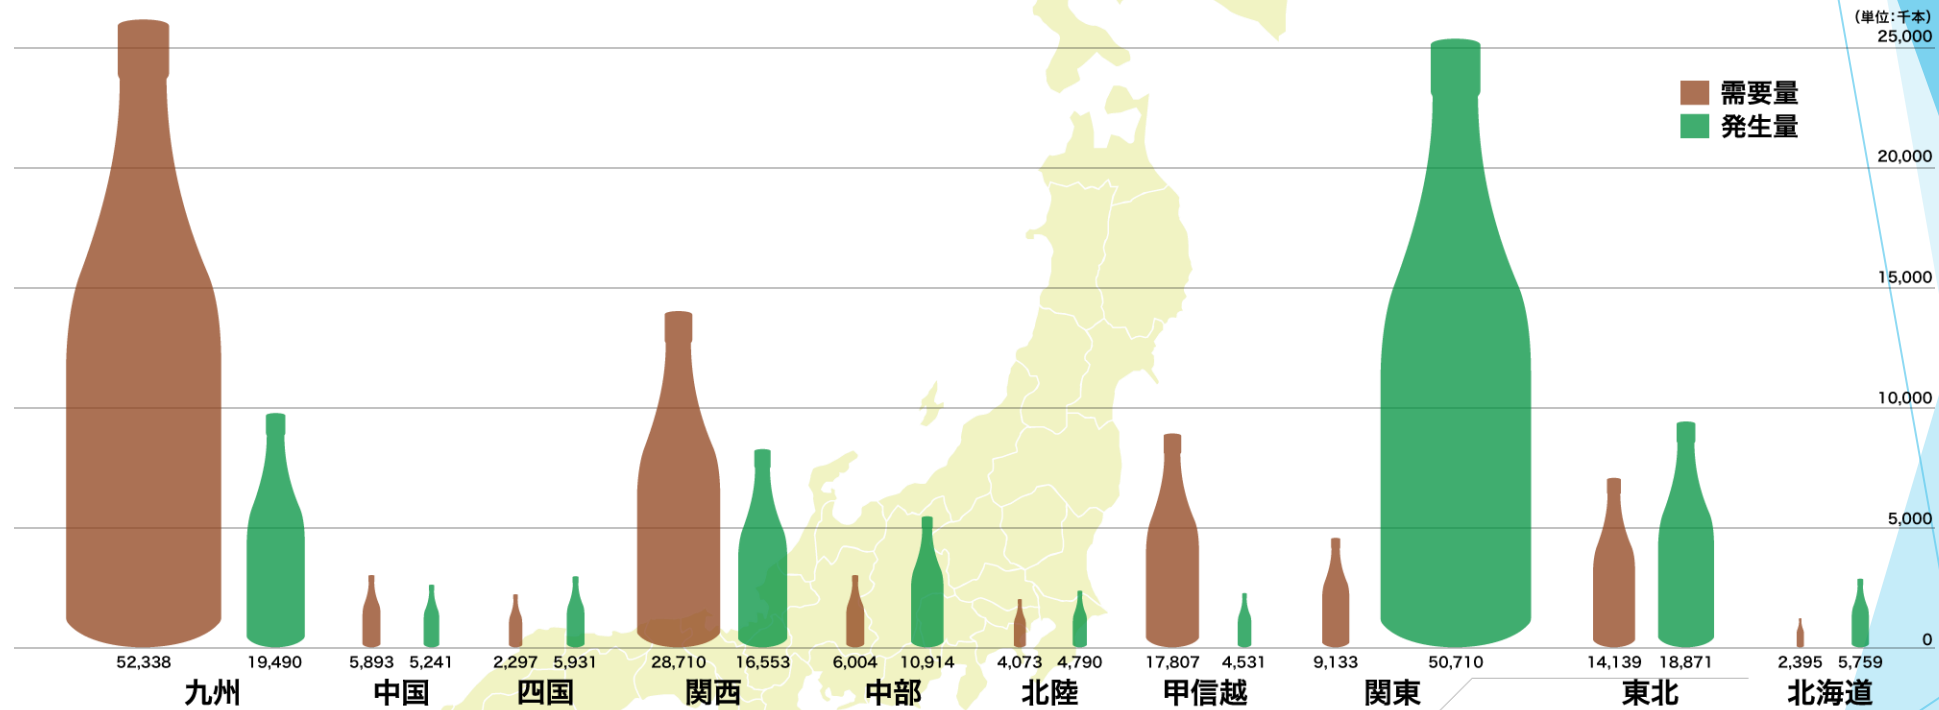 (単位:千本)
25,000
需要量
発生量
20,000
15,000
10,000
5,000
0
52,338 19,490 5,893 5,241 2,297 5,931 28,710 16,553 6,004 10,914 4,073 4,790 17,807 4,531 9,133 50,710 14,139 18,871 2,395 5,759
九州 中国 四国 関西 中部 北陸 甲信越 関東 東北 北海道